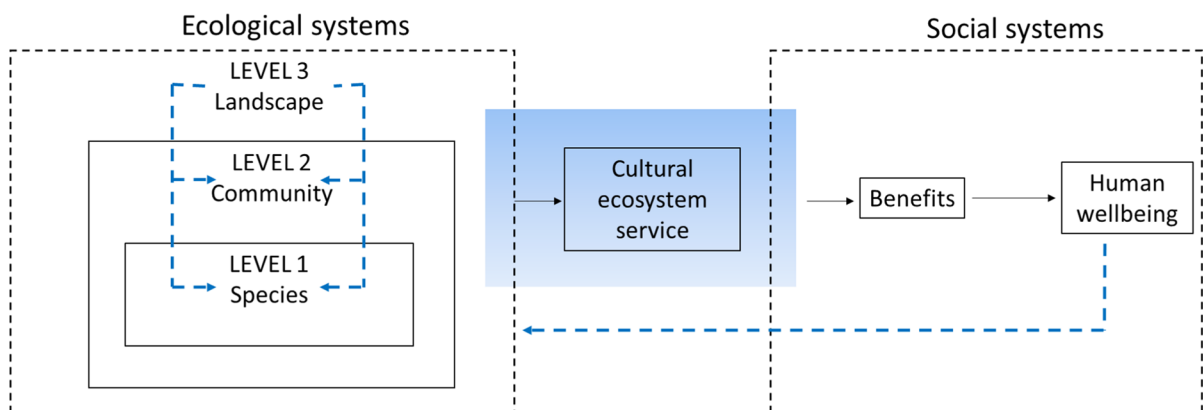 Ecological systems
Social systems
LEVEL 3
Landscape
LEVEL 2
Community
LEVEL 1
Species
Cultural
ecosystem
service
Benefits
Human
wellbeing